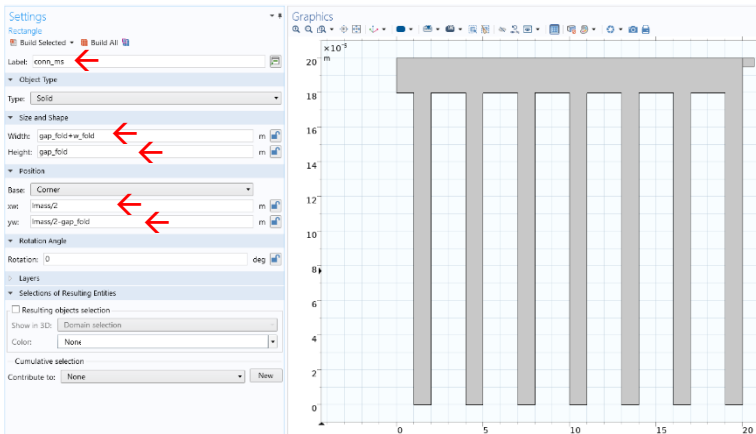 Settings
Rectangle
Build Selected Build All
Label: conn_ms
Object Type
Type: Solid
Size and Shape
Width: gap_fold+w_fold m
Height: gap_fold m
Position
Base: Corner
xw: lmass/2 m
yw: lmass/2-gap_fold m
Rotation Angle
Rotation: 0 deg
Layers
Selections of Resulting Entities
Resulting objects selection
Show in 3D: Domain selection
Color: None
Cumulative selection
Contribute to: None New
Graphics
×10⁻³
m
20
18
16
14
12
10
8
6
4
2
0
0 5 10 15 20